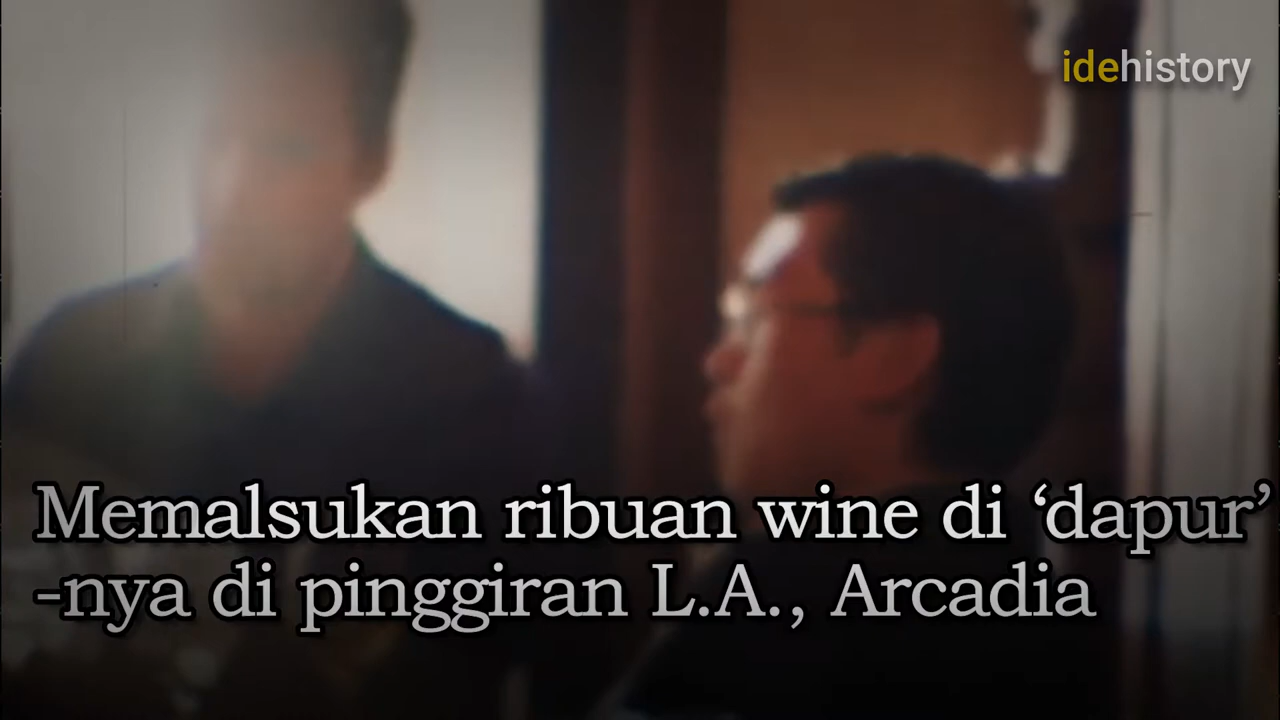 idehistory
Memalsukan ribuan wine di ‘dapur’
-nya di pinggiran L.A., Arcadia